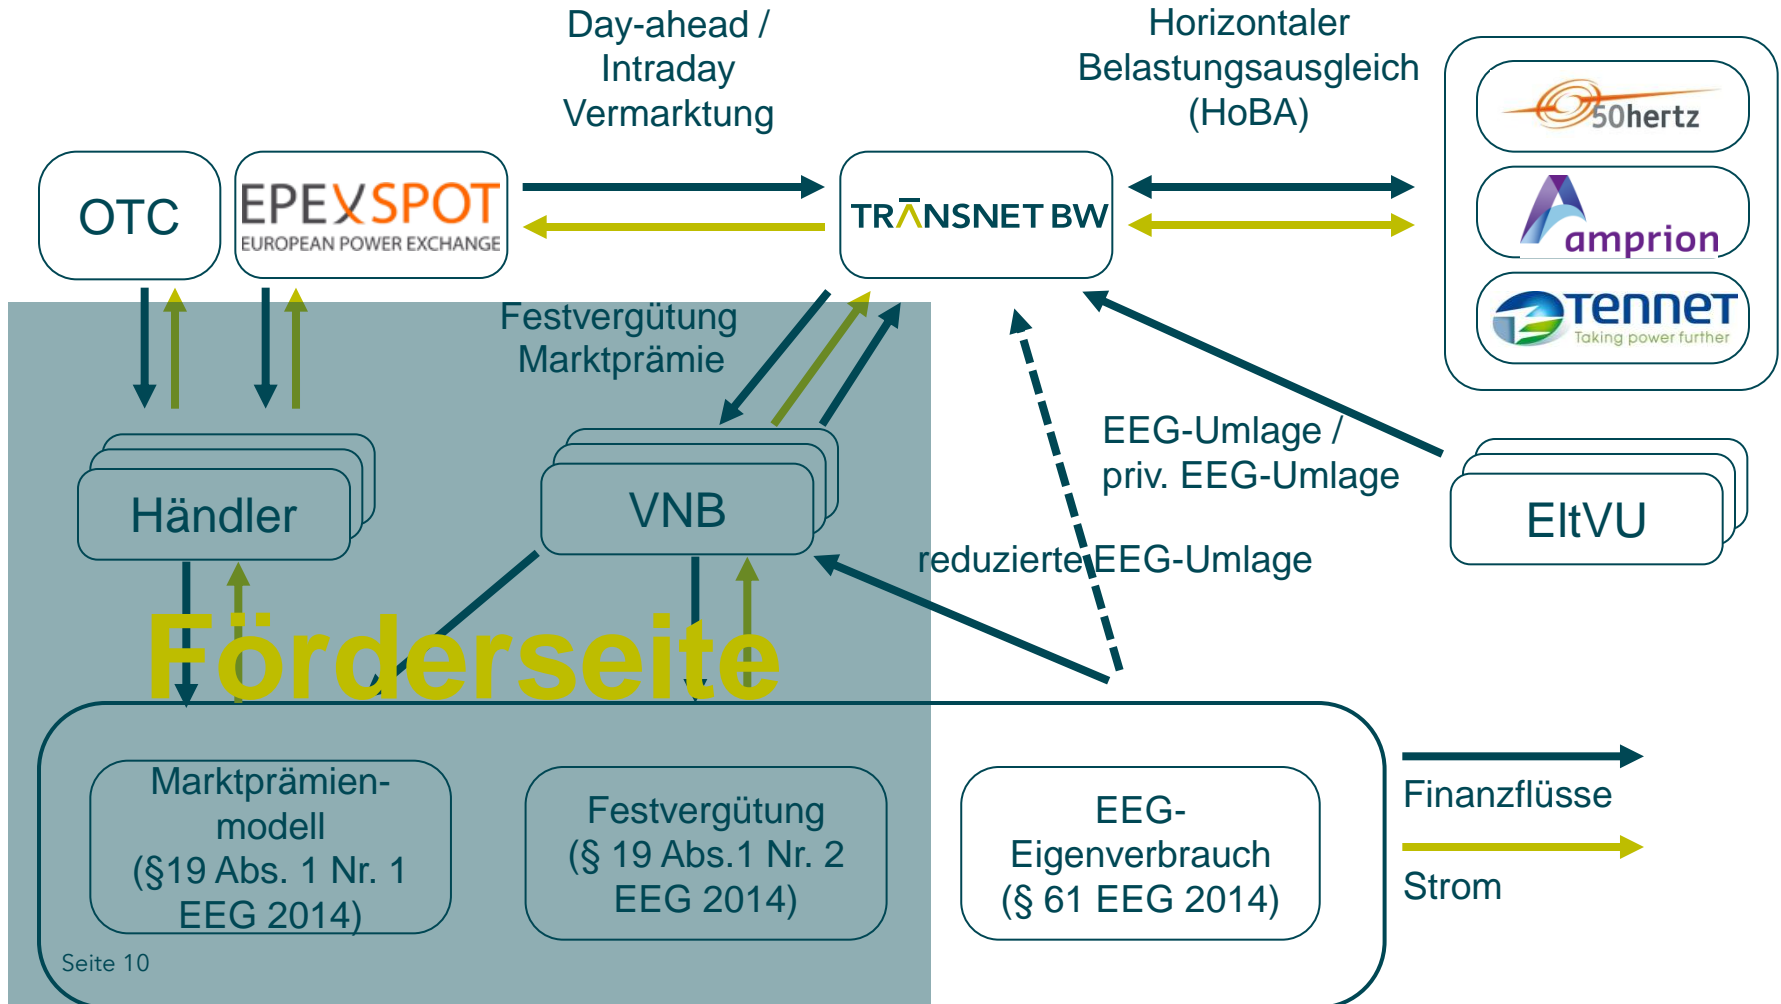 Day-ahead /
Intraday
Vermarktung
Horizontaler
Belastungsausgleich
(HoBA)
50hertz
OTC
EPEXSPOT
EUROPEAN POWER EXCHANGE
TRANSNET BW
amprion
TenneT
Taking power further
Festvergütung
Marktprämie
EEG-Umlage /
priv. EEG-Umlage
Händler
VNB
EltVU
reduzierte EEG-Umlage
Förderseite
Marktprämien-
modell
(§19 Abs. 1 Nr. 1
EEG 2014)
Festvergütung
(§ 19 Abs.1 Nr. 2
EEG 2014)
EEG-
Eigenverbrauch
(§ 61 EEG 2014)
Finanzflüsse
Strom
Seite 10